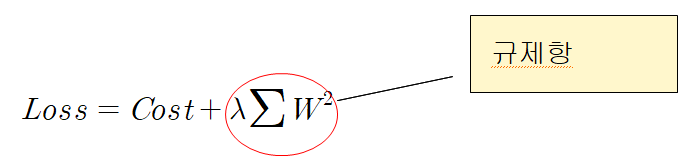 규제항
Loss = Cost + λ∑W²